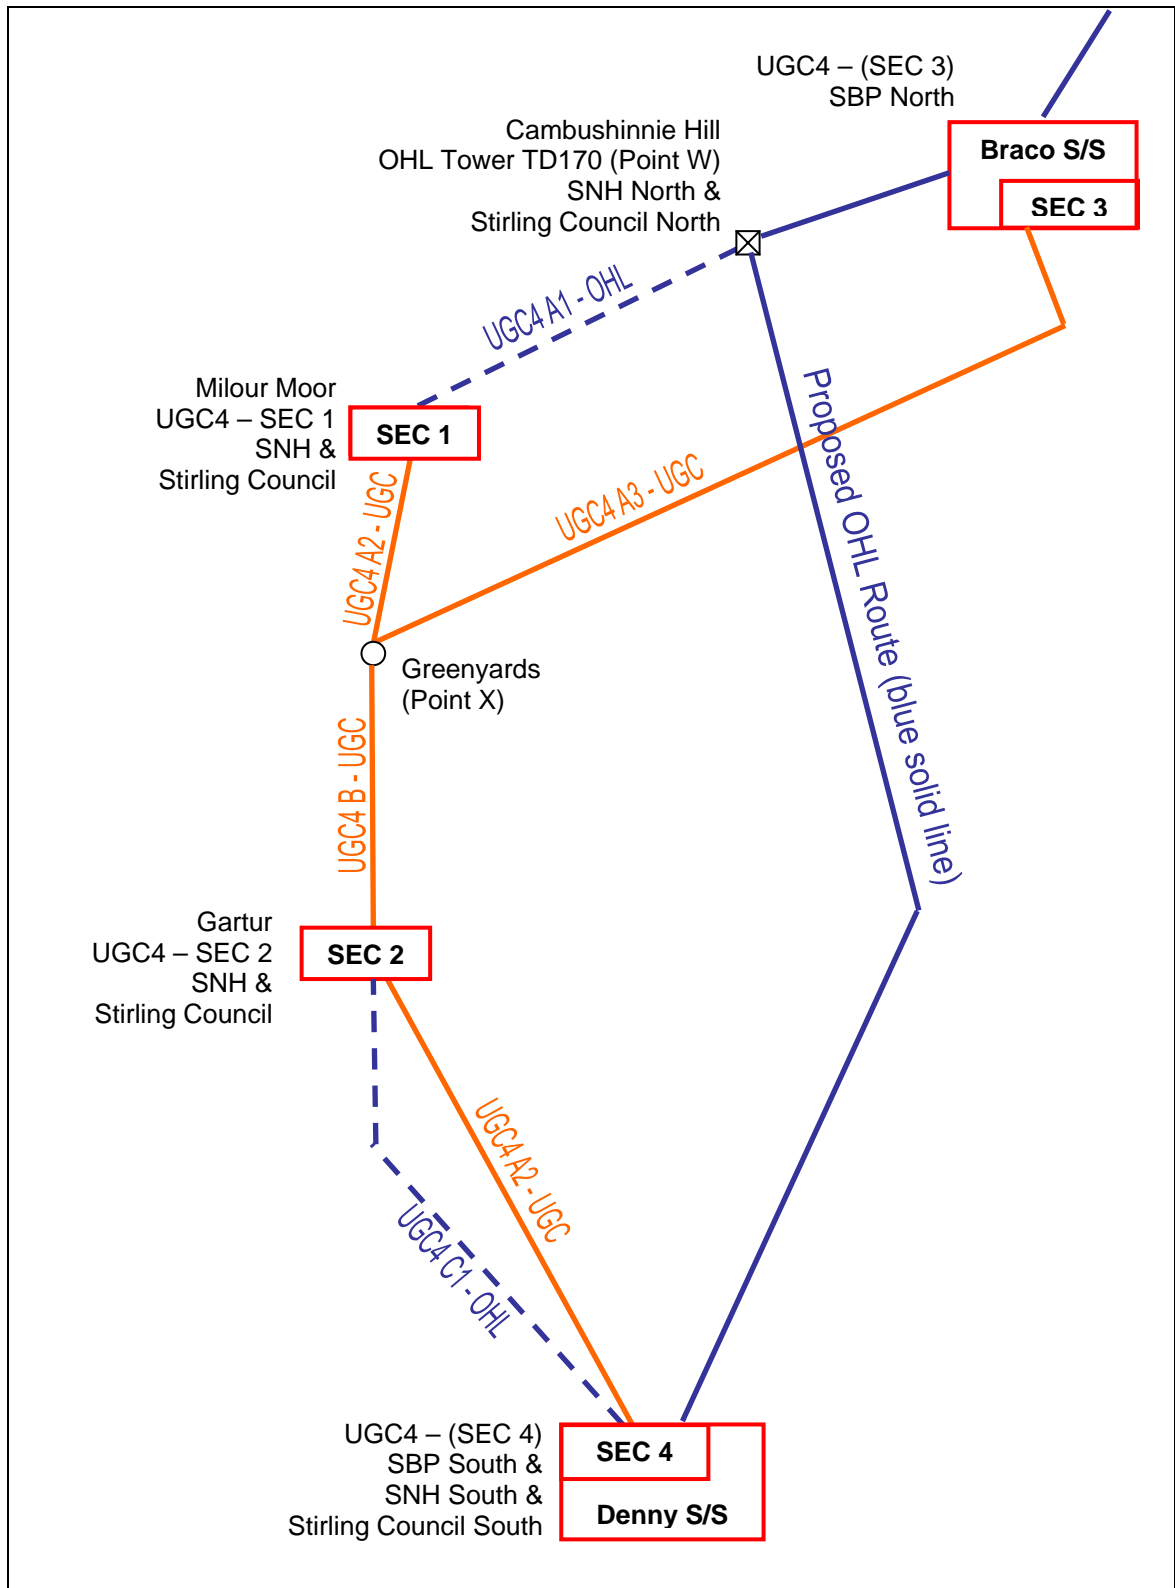 UGC4 – (SEC 3)
SBP North
Braco S/S
SEC 3
Cambushinnie Hill
OHL Tower TD170 (Point W)
SNH North &
Stirling Council North
UGC4 A1 - OHL
Milour Moor
UGC4 – SEC 1
SNH &
Stirling Council
SEC 1
Proposed OHL Route (blue solid line)
UGC4 A3 - UGC
UGC4 A2 - UGC
Greenyards
(Point X)
UGC4 B - UGC
Gartur
UGC4 – SEC 2
SNH &
Stirling Council
SEC 2
UGC4 A2 - UGC
UGC4 C1 - OHL
UGC4 – (SEC 4)
SBP South &
SNH South &
Stirling Council South
SEC 4
Denny S/S